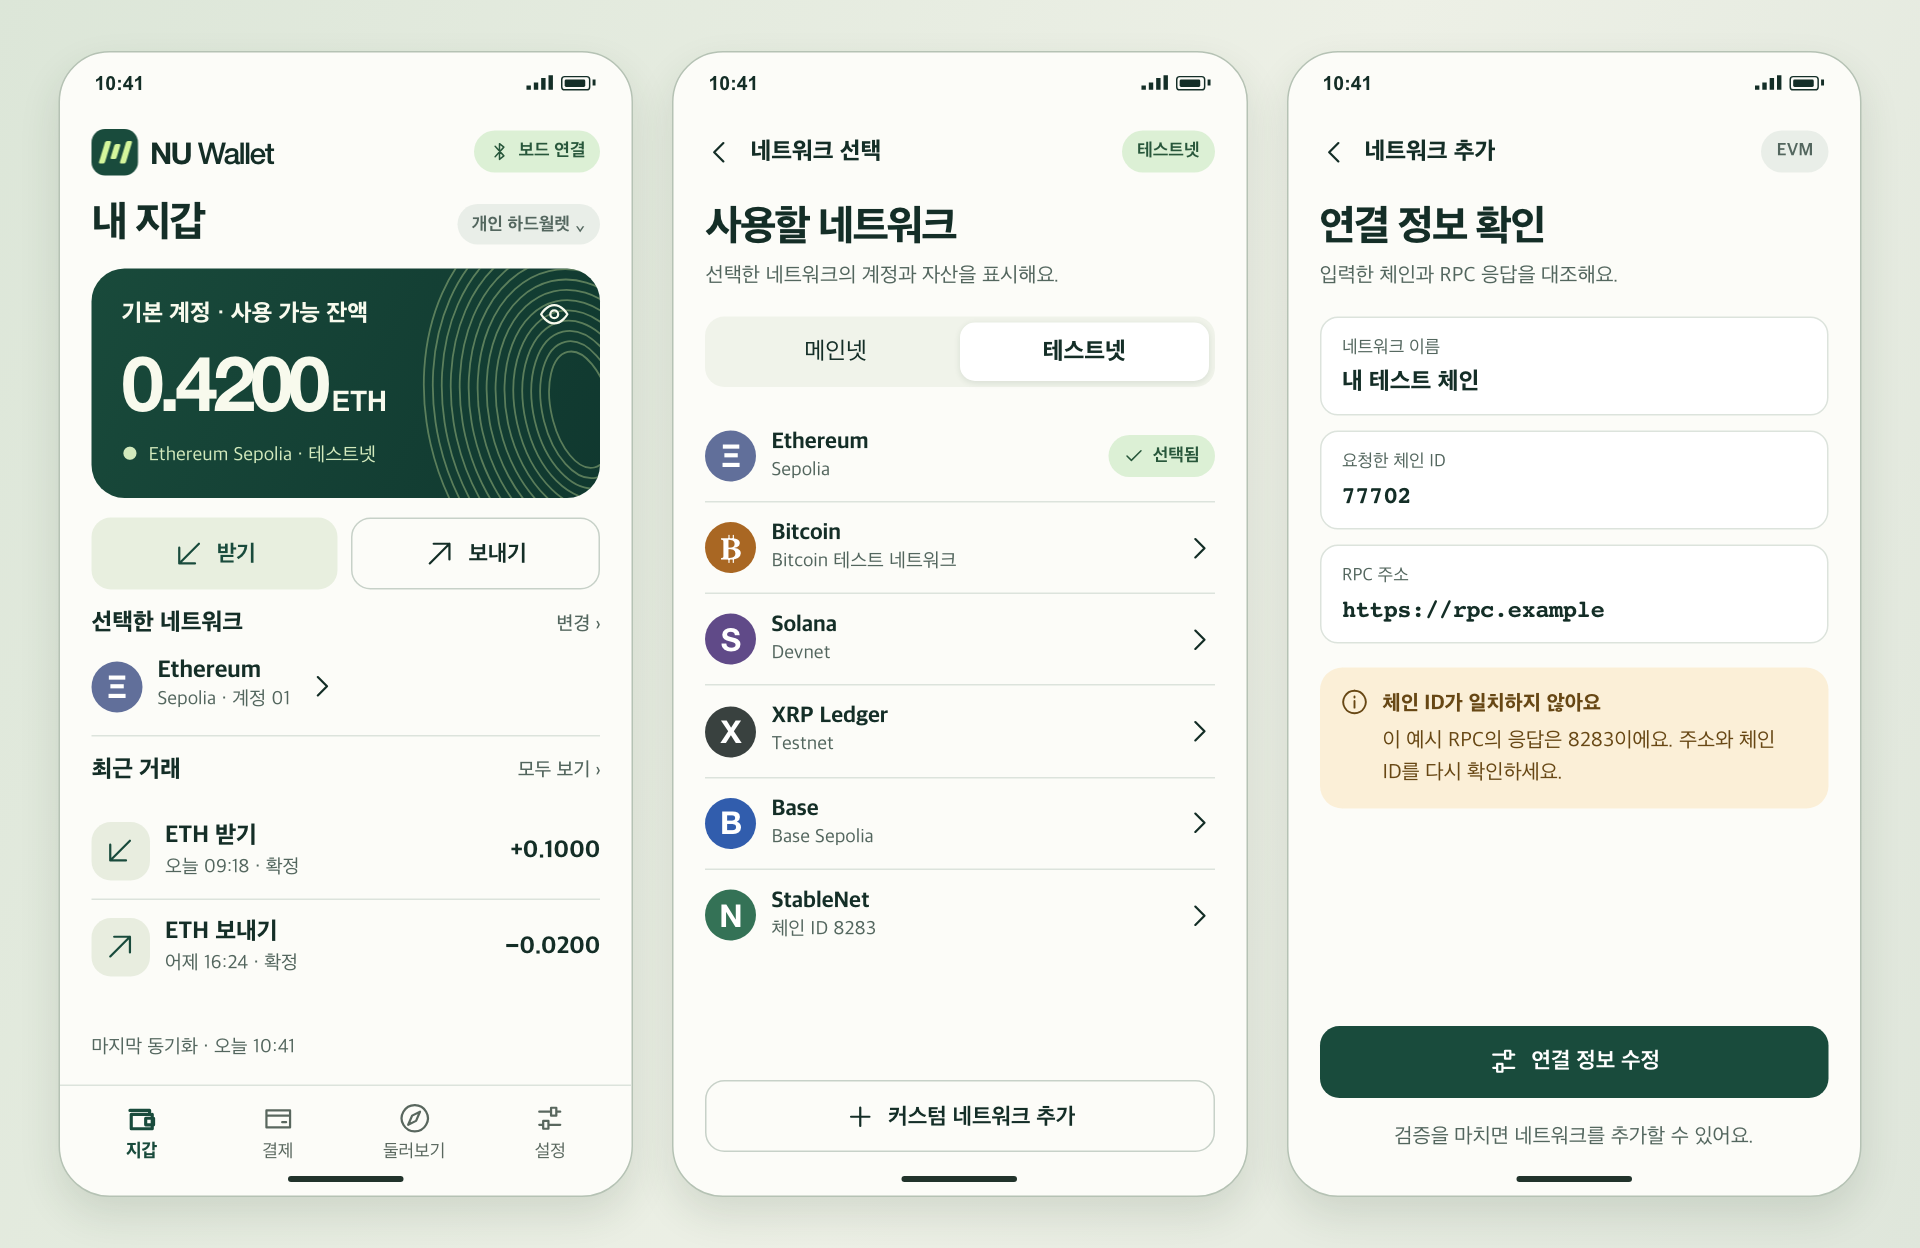 10:41
NU Wallet
보드 연결
내 지갑
개인 하드월렛
기본 계정 · 사용 가능 잔액
0.4200 ETH
Ethereum Sepolia · 테스트넷
받기
보내기
선택한 네트워크
변경 ›
Ethereum
Sepolia · 계정 01
최근 거래
모두 보기 ›
ETH 받기
+0.1000
오늘 09:18 · 확정
ETH 보내기
−0.0200
어제 16:24 · 확정
마지막 동기화 · 오늘 10:41
지갑
결제
둘러보기
설정
10:41
네트워크 선택
테스트넷
사용할 네트워크
선택한 네트워크의 계정과 자산을 표시해요.
메인넷
테스트넷
Ethereum
Sepolia
선택됨
Bitcoin
Bitcoin 테스트 네트워크
Solana
Devnet
XRP Ledger
Testnet
Base
Base Sepolia
StableNet
체인 ID 8283
커스텀 네트워크 추가
10:41
네트워크 추가
EVM
연결 정보 확인
입력한 체인과 RPC 응답을 대조해요.
네트워크 이름
내 테스트 체인
요청한 체인 ID
77702
RPC 주소
https://rpc.example
체인 ID가 일치하지 않아요
이 예시 RPC의 응답은 8283이에요. 주소와 체인
ID를 다시 확인하세요.
연결 정보 수정
검증을 마치면 네트워크를 추가할 수 있어요.